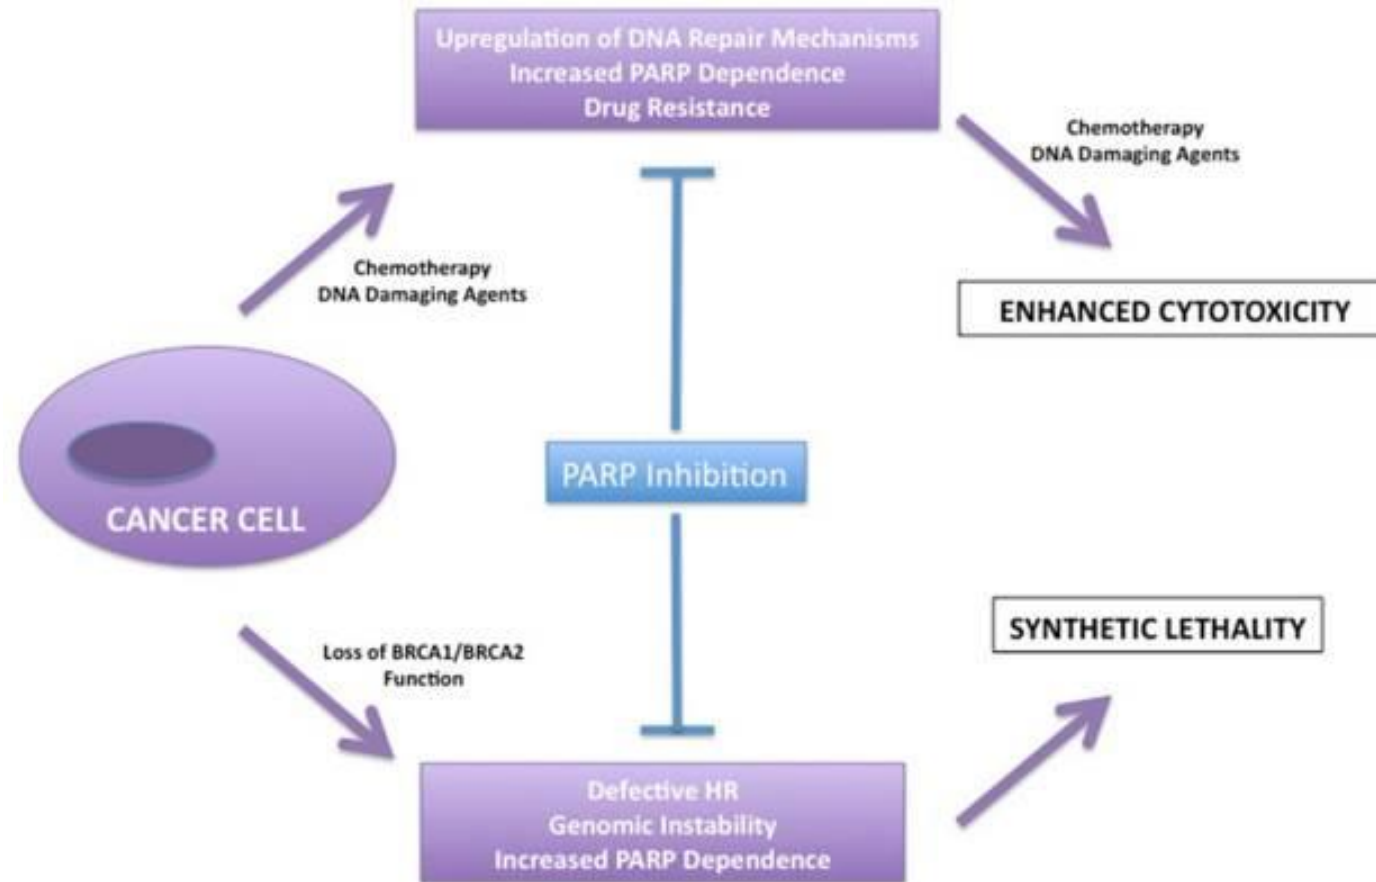 Upregulation of DNA Repair Mechanisms
Increased PARP Dependence
Drug Resistance
Chemotherapy
DNA Damaging Agents
Chemotherapy
DNA Damaging Agents
ENHANCED CYTOTOXICITY
PARP Inhibition
CANCER CELL
SYNTHETIC LETHALITY
Loss of BRCA1/BRCA2
Function
Defective HR
Genomic Instability
Increased PARP Dependence